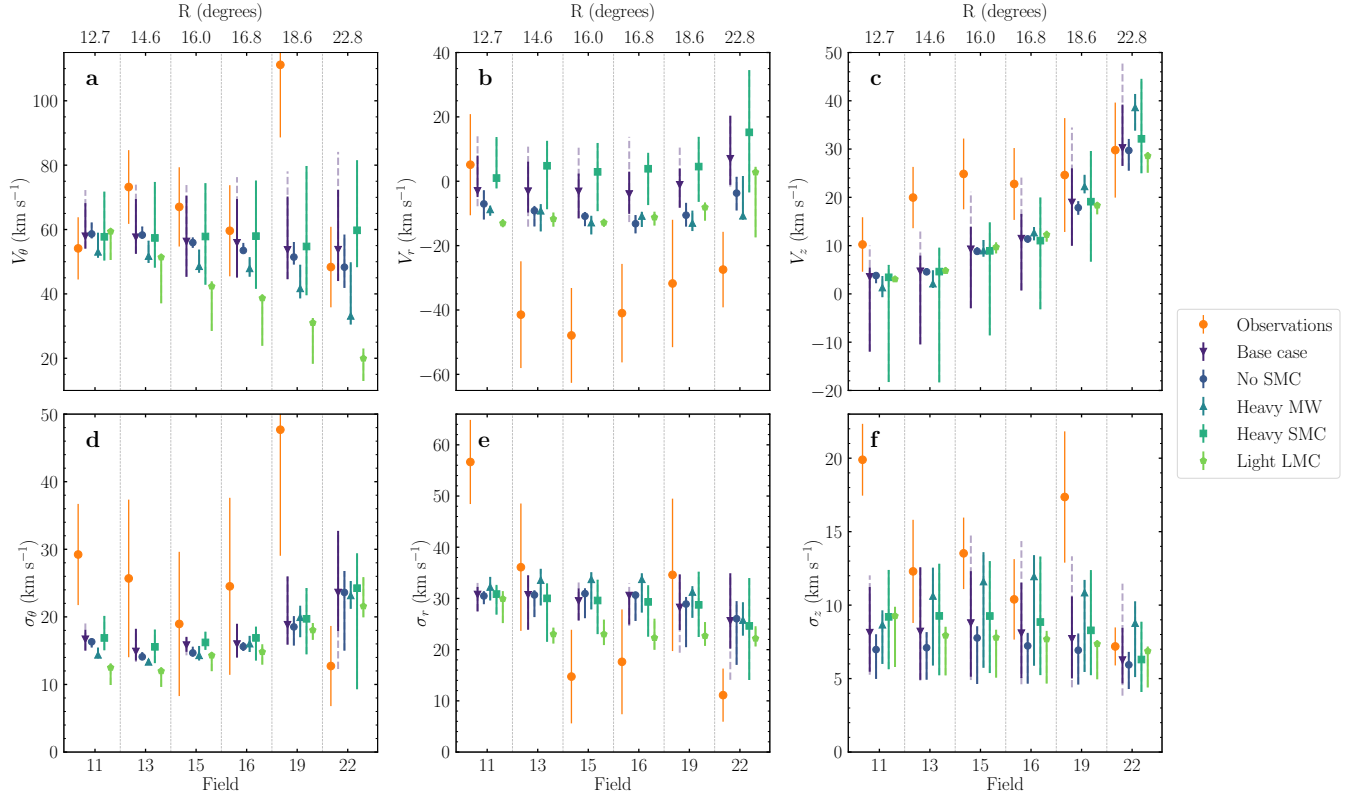 R (degrees)
R (degrees)
R (degrees)
12.7 14.6 16.0 16.8 18.6 22.8
12.7 14.6 16.0 16.8 18.6 22.8
12.7 14.6 16.0 16.8 18.6 22.8
a
100
80
60
40
20
V_θ (km s⁻¹)
b
40
20
0
−20
−40
−60
V_r (km s⁻¹)
c
50
40
30
20
10
0
−10
−20
V_z (km s⁻¹)
Observations
Base case
No SMC
Heavy MW
Heavy SMC
Light LMC
d
50
40
30
20
10
0
σ_θ (km s⁻¹)
11 13 15 16 19 22
Field
e
60
50
40
30
20
10
0
σ_r (km s⁻¹)
11 13 15 16 19 22
Field
f
20
15
10
5
0
σ_z (km s⁻¹)
11 13 15 16 19 22
Field